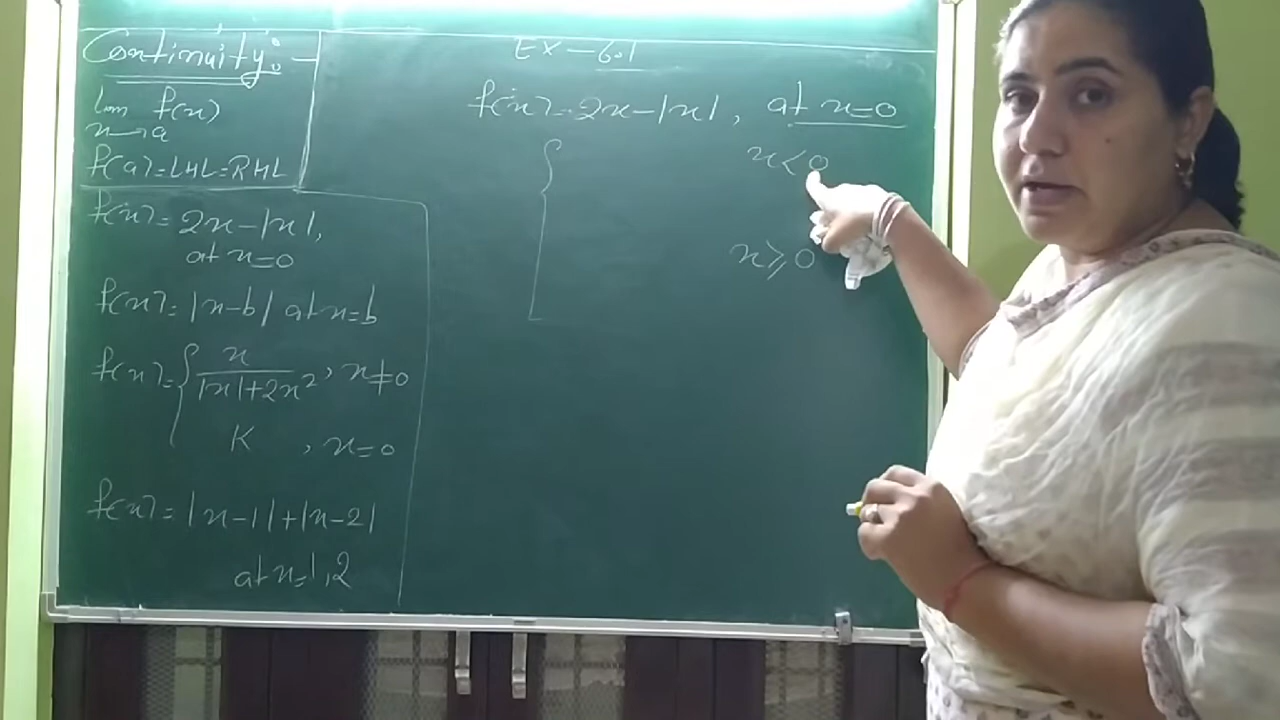 Continuity:-
lim f(x)
x→a
f(a)=LHL=RHL
f(x)=2x-|x|,
at x=0
f(x)=|x-b| at x=b
f(x)={ x/(|x|+2x²), x≠0
K , x=0
f(x)=|x-1|+|x-2|
at x=1,2
EX-6.1
f(x)=2x-|x|, at x=0
{ x<0
x≥0